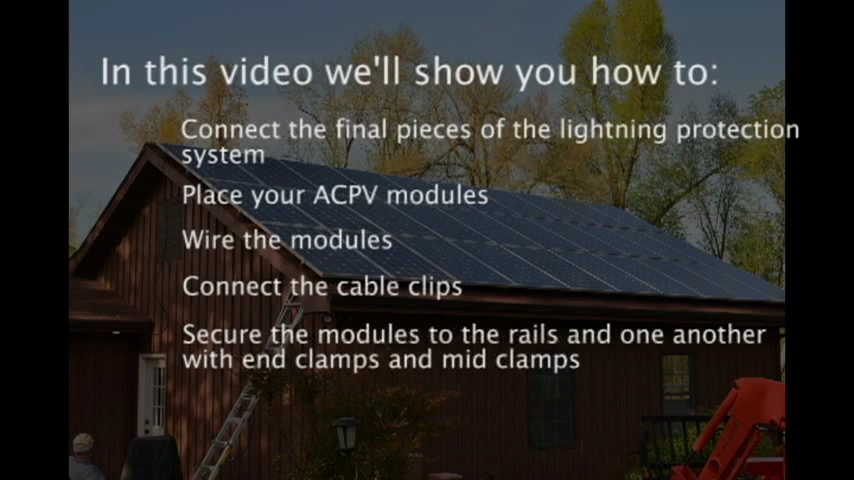 In this video we'll show you how to:
Connect the final pieces of the lightning protection
system
Place your ACPV modules
Wire the modules
Connect the cable clips
Secure the modules to the rails and one another
with end clamps and mid clamps